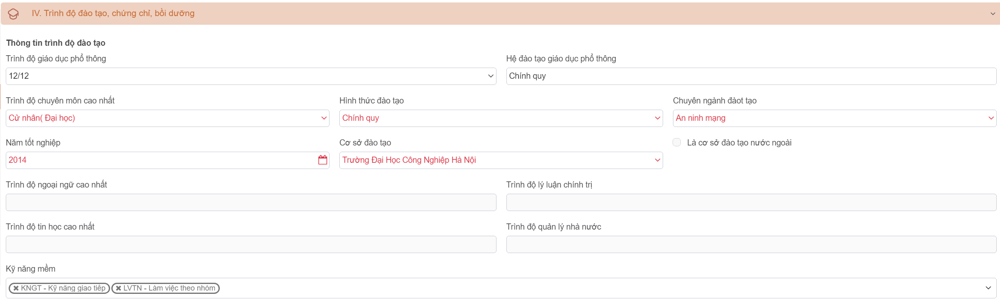 IV. Trình độ đào tạo, chứng chỉ, bồi dưỡng
Thông tin trình độ đào tạo
Trình độ giáo dục phổ thông
Hệ đào tạo giáo dục phổ thông
12/12
Chính quy
Trình độ chuyên môn cao nhất
Hình thức đào tạo
Chuyên ngành đàot tạo
Cử nhân( Đại học)
Chính quy
An ninh mạng
Năm tốt nghiệp
Cơ sở đào tạo
Là cơ sở đào tạo nước ngoài
2014
Trường Đại Học Công Nghiệp Hà Nội
Trình độ ngoại ngữ cao nhất
Trình độ lý luận chính trị
Trình độ tin học cao nhất
Trình độ quản lý nhà nước
Kỹ năng mềm
KNGT - Kỹ năng giao tiếp
LVTN - Làm việc theo nhóm